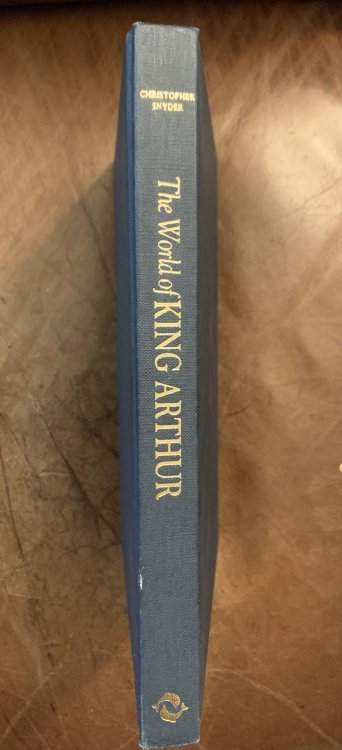 CHRISTOPHER
SNYDER
The World of KING ARTHUR